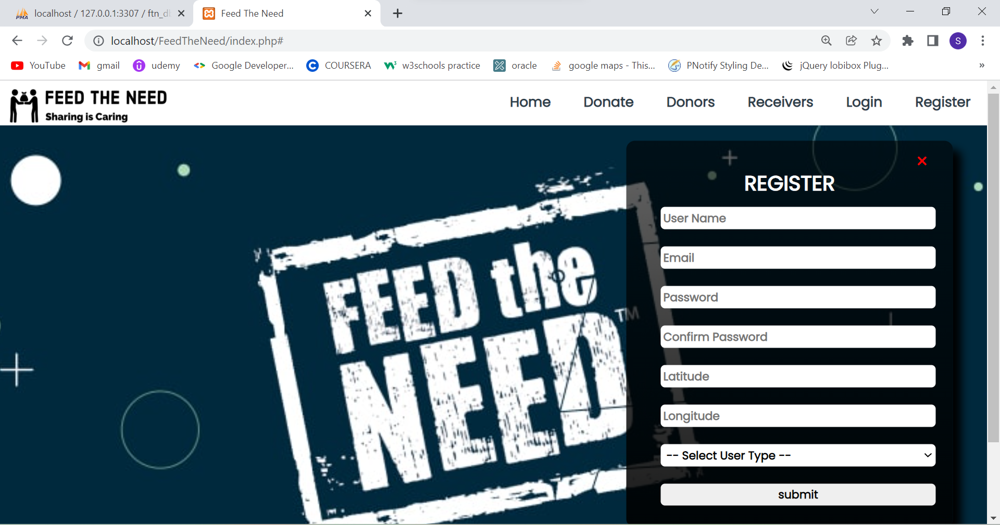 localhost / 127.0.0.1:3307 / ftn_d
Feed The Need
localhost/FeedTheNeed/index.php#
S
YouTube
gmail
udemy
Google Developer...
COURSERA
w3schools practice
oracle
google maps - This...
PNotify Styling De...
jQuery lobibox Plug...
»
FEED THE NEED
Sharing is Caring
Home
Donate
Donors
Receivers
Login
Register
FEED the
NEED™
REGISTER
User Name
Email
Password
Confirm Password
Latitude
Longitude
-- Select User Type --
submit